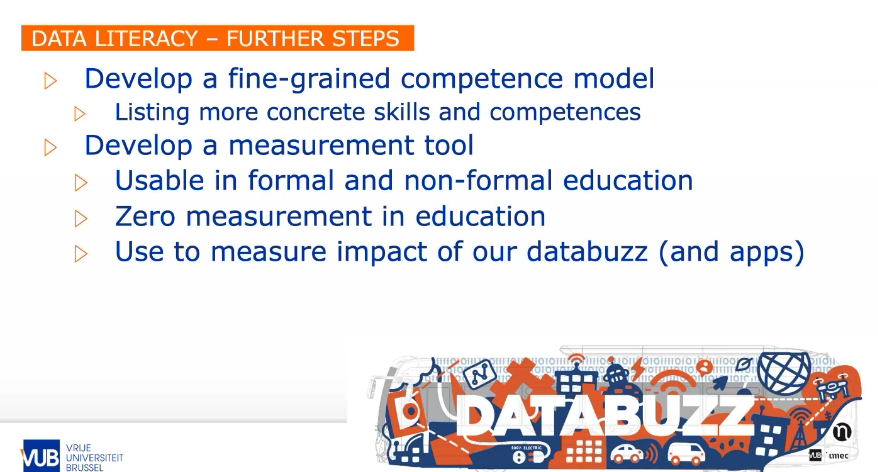 DATA LITERACY – FURTHER STEPS
Develop a fine-grained competence model
Listing more concrete skills and competences
Develop a measurement tool
Usable in formal and non-formal education
Zero measurement in education
Use to measure impact of our databuzz (and apps)
DATABUZZ
100% ELECTRIC
VUB
imec
VUB
VRIJE
UNIVERSITEIT
BRUSSEL